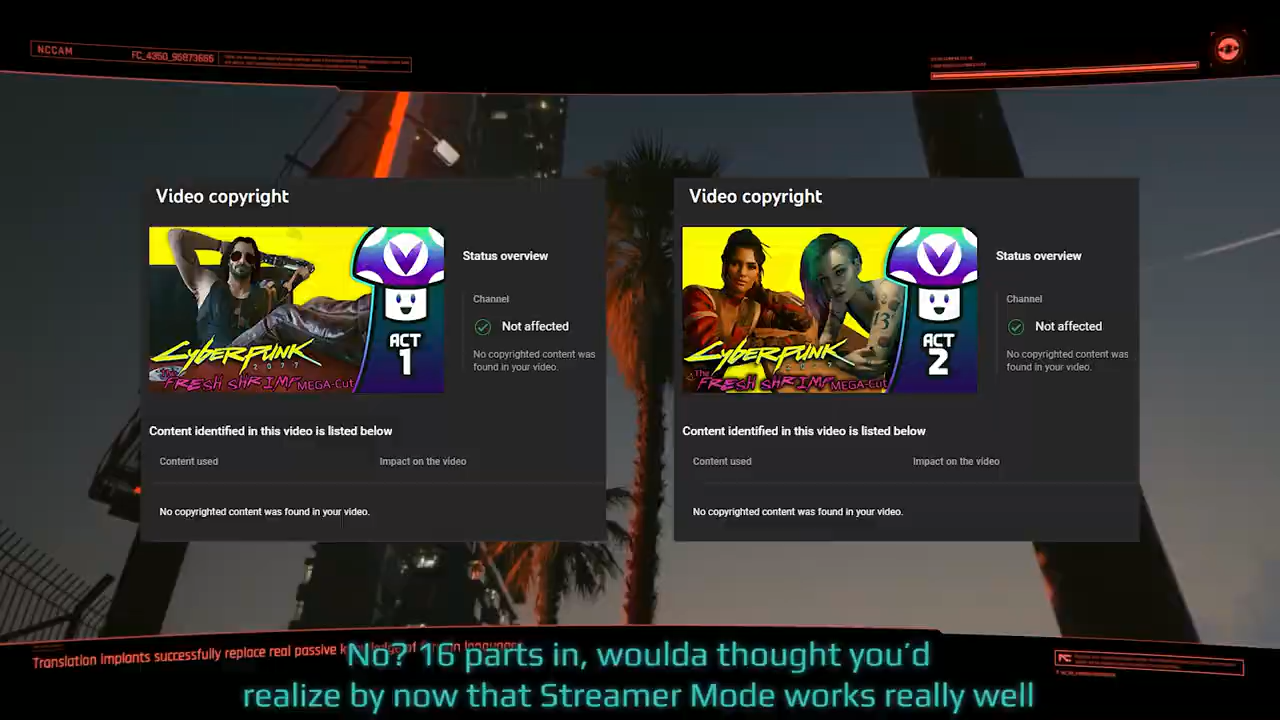 NCCAM
FC_4350_95873655
Video copyright
CYBERPUNK
2077
FRESH SHRIMP MEGA-Cut
ACT
1
Status overview
Channel
Not affected
No copyrighted content was
found in your video.
Content identified in this video is listed below
Content used Impact on the video
No copyrighted content was found in your video.
Video copyright
CYBERPUNK
2077
The
FRESH SHRIMP MEGA-Cut
ACT
2
Status overview
Channel
Not affected
No copyrighted content was
found in your video.
Content identified in this video is listed below
Content used Impact on the video
No copyrighted content was found in your video.
Translation implants successfully replace real passive of
No? 16 parts in, woulda thought you'd
realize by now that Streamer Mode works really well